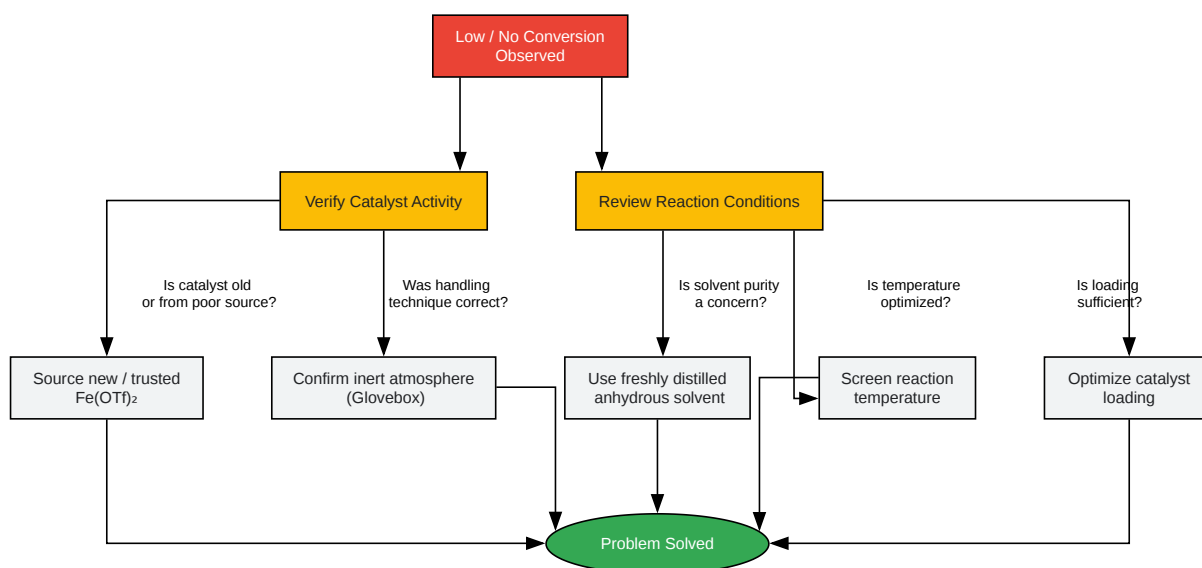 Low / No Conversion
Observed
Verify Catalyst Activity
Review Reaction Conditions
Is catalyst old
or from poor source?
Was handling
technique correct?
Is solvent purity
a concern?
Is temperature
optimized?
Is loading
sufficient?
Source new / trusted
Fe(OTf)₂
Confirm inert atmosphere
(Glovebox)
Use freshly distilled
anhydrous solvent
Screen reaction
temperature
Optimize catalyst
loading
Problem Solved